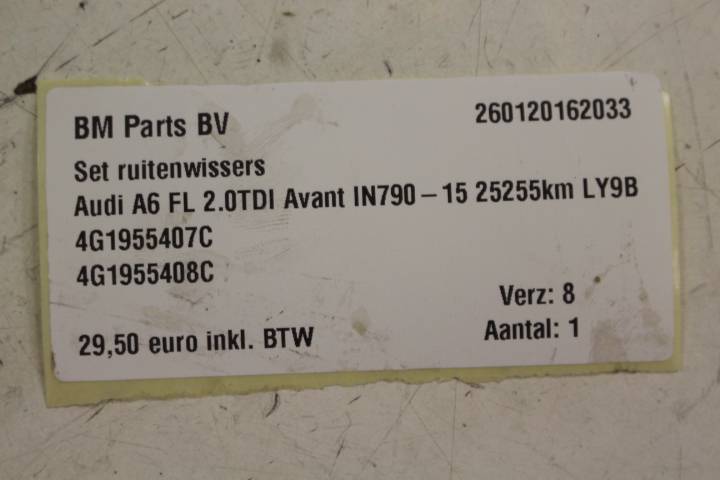 BM Parts BV 260120162033
Set ruitenwissers
Audi A6 FL 2.0TDI Avant IN790 – 15 25255km LY9B
4G1955407C
4G1955408C
Verz: 8
29,50 euro inkl. BTW Aantal: 1